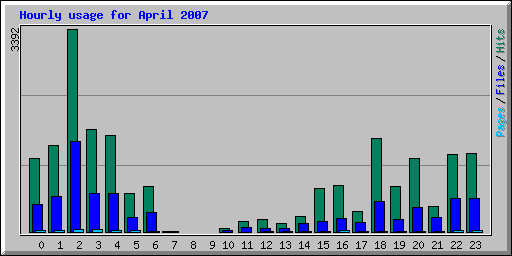 Hourly usage for April 2007
3392
Pages/Files/Hits
0 1 2 3 4 5 6 7 8 9 10 11 12 13 14 15 16 17 18 19 20 21 22 23